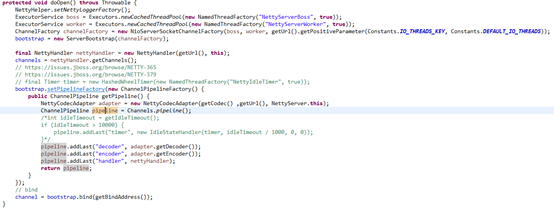 protected void doOpen() throws Throwable {
NettyHelper.setNettyLoggerFactory();
ExecutorService boss = Executors.newCachedThreadPool(new NamedThreadFactory("NettyServerBoss", true));
ExecutorService worker = Executors.newCachedThreadPool(new NamedThreadFactory("NettyServerWorker", true));
ChannelFactory channelFactory = new NioServerSocketChannelFactory(boss, worker, getUrl().getPositiveParameter(Constants.IO_THREADS_KEY, Constants.DEFAULT_IO_THREADS));
bootstrap = new ServerBootstrap(channelFactory);
final NettyHandler nettyHandler = new NettyHandler(getUrl(), this);
channels = nettyHandler.getChannels();
// https://issues.jboss.org/browse/NETTY-365
// https://issues.jboss.org/browse/NETTY-379
// final Timer timer = new HashedWheelTimer(new NamedThreadFactory("NettyIdleTimer", true));
bootstrap.setPipelineFactory(new ChannelPipelineFactory() {
public ChannelPipeline getPipeline() {
NettyCodecAdapter adapter = new NettyCodecAdapter(getCodec() ,getUrl(), NettyServer.this);
ChannelPipeline pipeline = Channels.pipeline();
/*int idleTimeout = getIdleTimeout();
if (idleTimeout > 10000) {
pipeline.addLast("timer", new IdleStateHandler(timer, idleTimeout / 1000, 0, 0));
}*/
pipeline.addLast("decoder", adapter.getDecoder());
pipeline.addLast("encoder", adapter.getEncoder());
pipeline.addLast("handler", nettyHandler);
return pipeline;
}
});
// bind
channel = bootstrap.bind(getBindAddress());
}